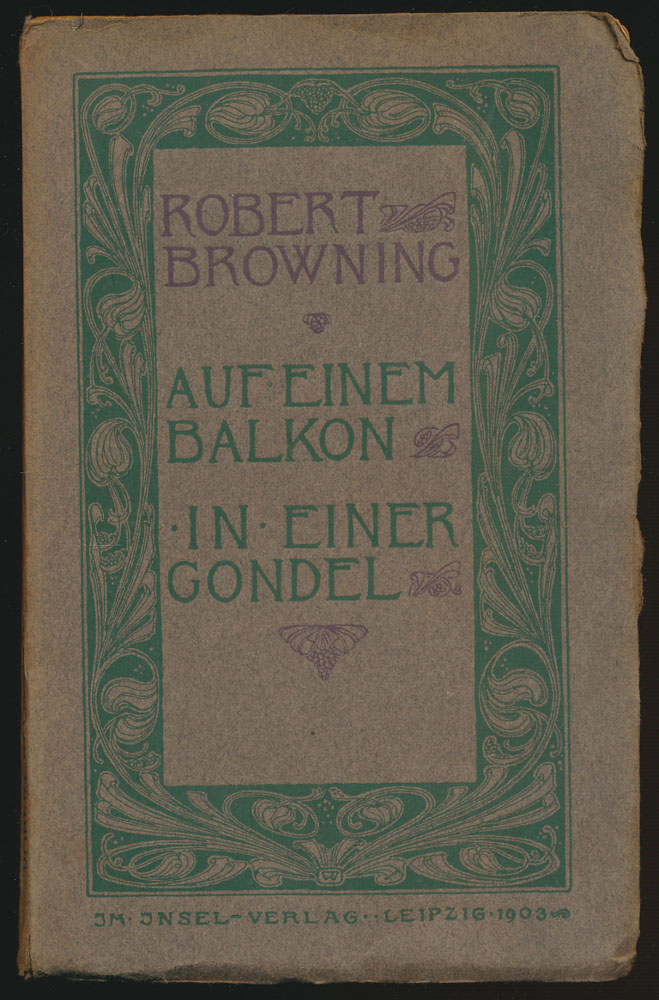 ROBERT
BROWNING
AUF·EINEM
BALKON
·IN· EINER
GONDEL
IM· INSEL-VERLAG··LEIPZIG·1903